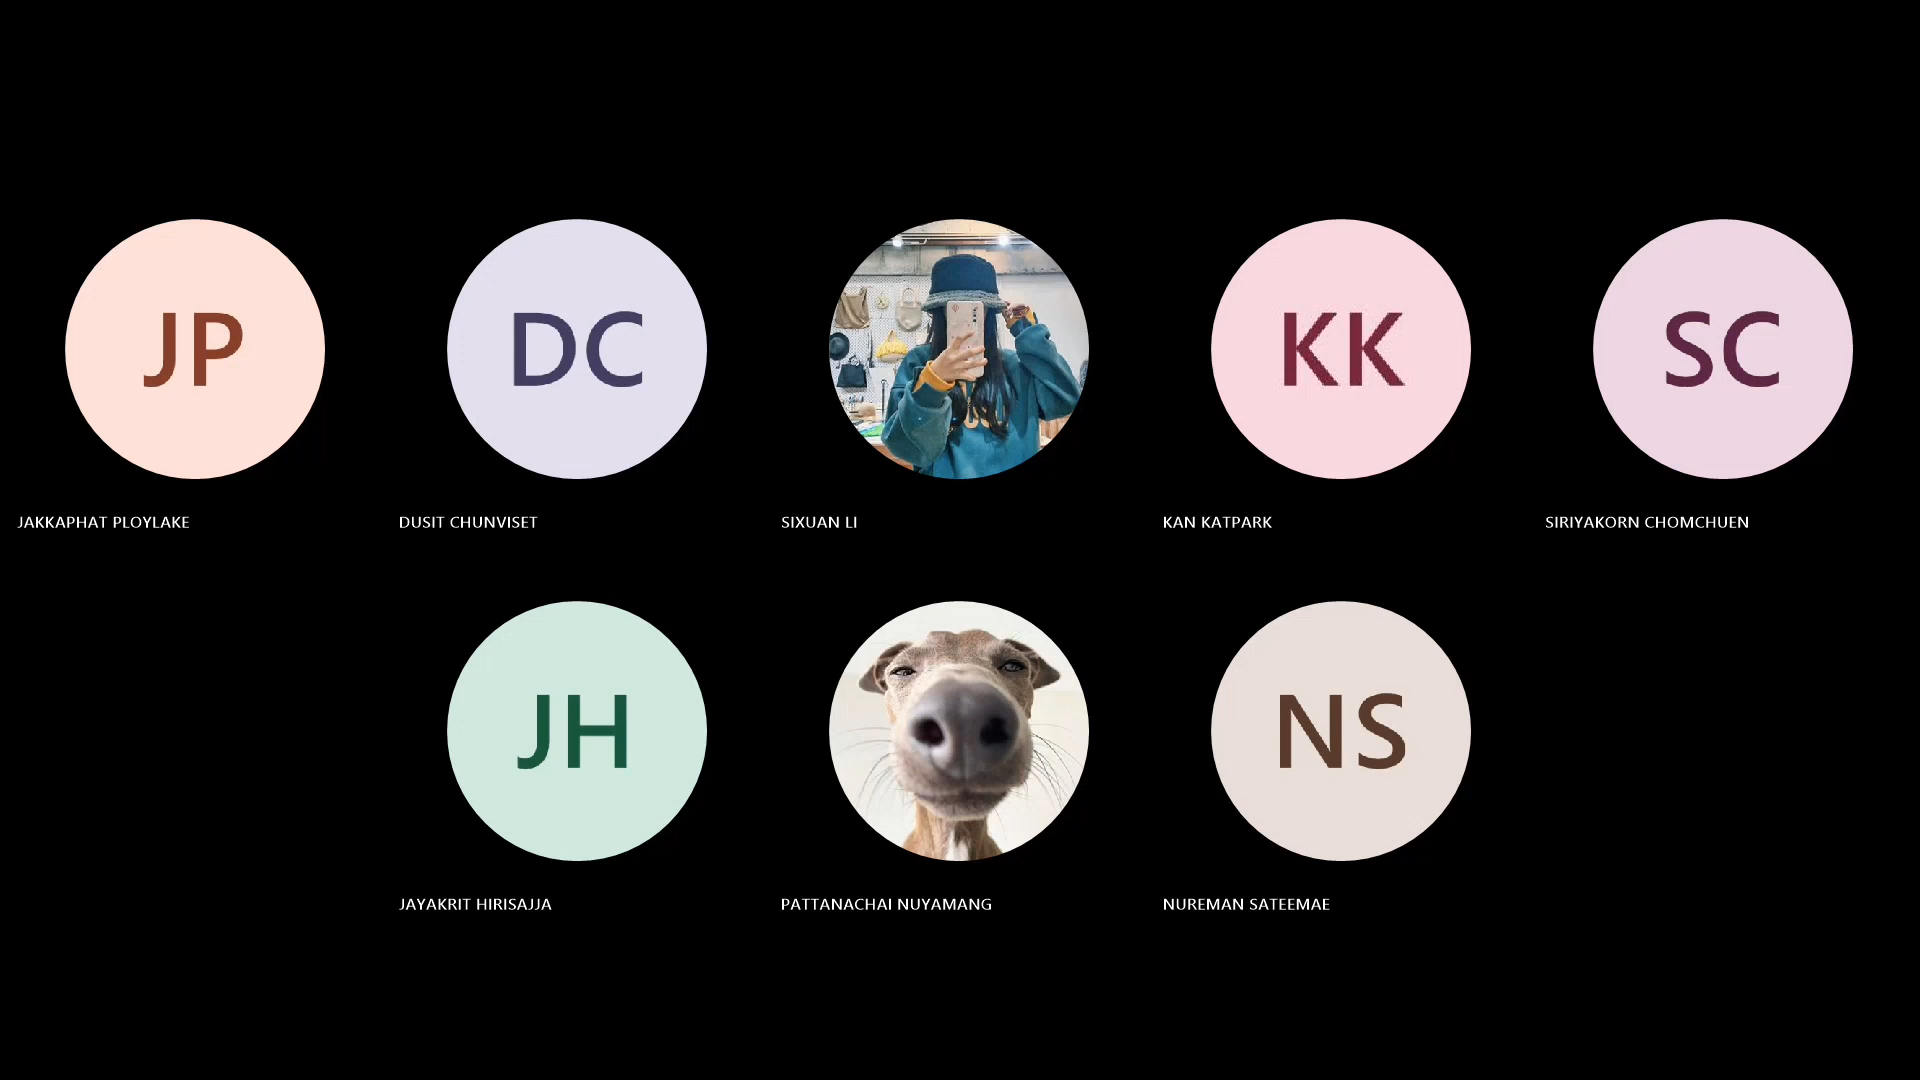 JP
DC
KK
SC
JAKKAPHAT PLOYLAKE
DUSIT CHUNVISET
SIXUAN LI
KAN KATPARK
SIRIYAKORN CHOMCHUEN
JH
NS
JAYAKRIT HIRISAJJA
PATTANACHAI NUYAMANG
NUREMAN SATEEMAE